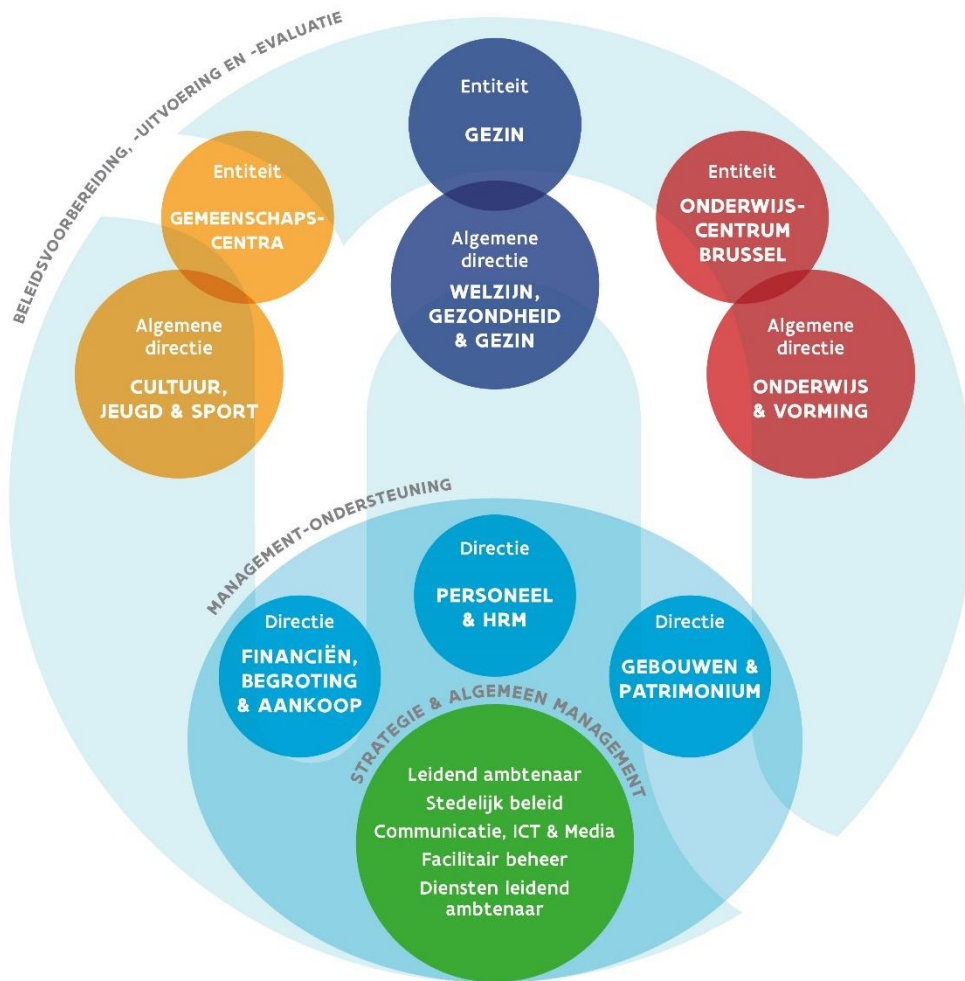 BELEIDSVOORBEREIDING, -UITVOERING EN -EVALUATIE
Entiteit
GEZIN
Entiteit
GEMEENSCHAPS-
CENTRA
Entiteit
ONDERWIJS-
CENTRUM
BRUSSEL
Algemene
directie
WELZIJN,
GEZONDHEID
& GEZIN
Algemene
directie
CULTUUR,
JEUGD & SPORT
Algemene
directie
ONDERWIJS
& VORMING
MANAGEMENT-ONDERSTEUNING
Directie
PERSONEEL
& HRM
Directie
FINANCIËN,
BEGROTING
& AANKOOP
Directie
GEBOUWEN &
PATRIMONIUM
STRATEGIE & ALGEMEEN MANAGEMENT
Leidend ambtenaar
Stedelijk beleid
Communicatie, ICT & Media
Facilitair beheer
Diensten leidend
ambtenaar